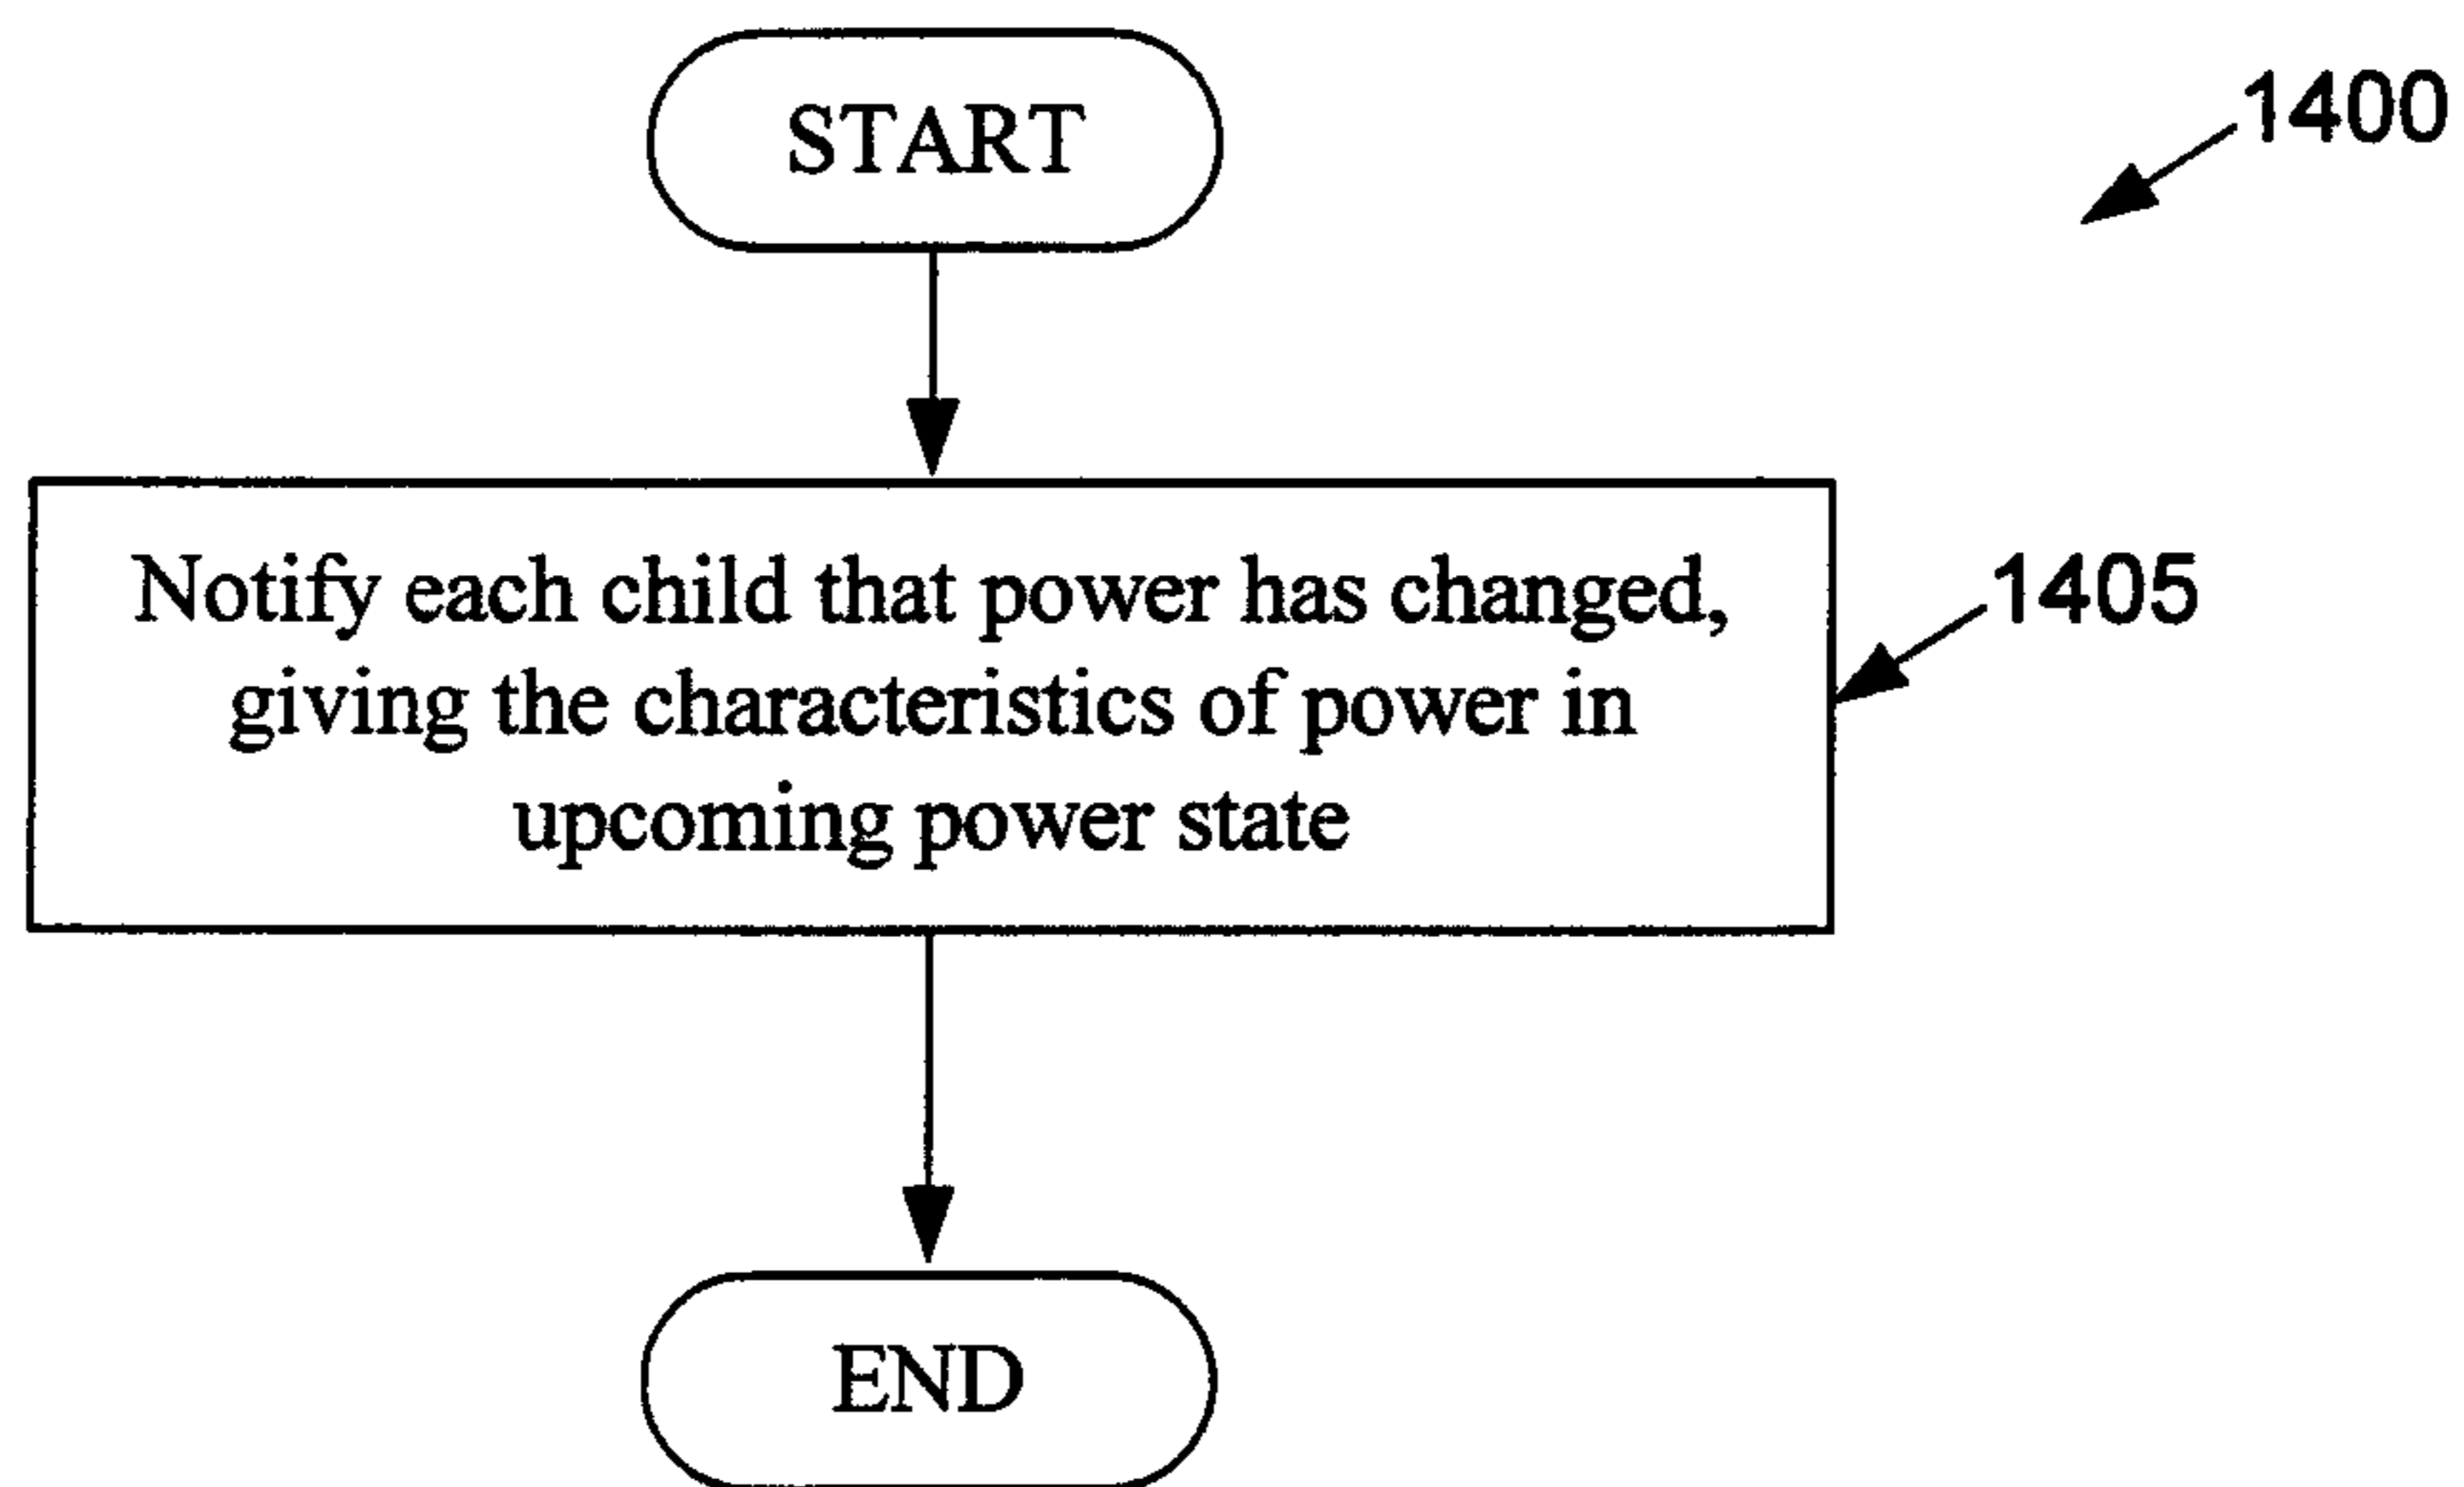 START
1400
Notify each child that power has changed,
giving the characteristics of power in
upcoming power state
1405
END